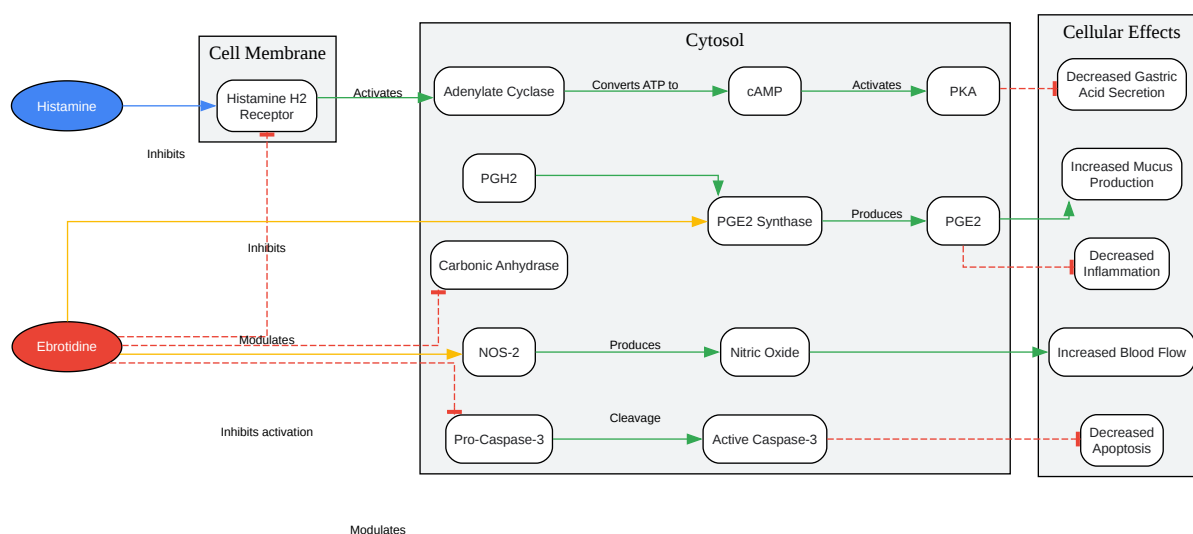 Cell Membrane
Cytosol
Cellular Effects
Histamine
Histamine H2
Receptor
Activates
Adenylate Cyclase
Converts ATP to
cAMP
Activates
PKA
Decreased Gastric
Acid Secretion
Inhibits
PGH2
Increased Mucus
Production
PGE2 Synthase
Produces
PGE2
Inhibits
Carbonic Anhydrase
Decreased
Inflammation
Ebrotidine
Modulates
NOS-2
Produces
Nitric Oxide
Increased Blood Flow
Inhibits activation
Pro-Caspase-3
Cleavage
Active Caspase-3
Decreased
Apoptosis
Modulates